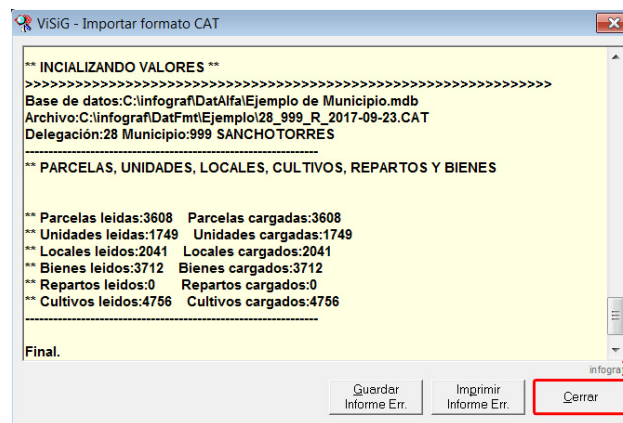 ViSiG - Importar formato CAT
** INCIALIZANDO VALORES **
>>>>>>>>>>>>>>>>>>>>>>>>>>>>>>>>>>>>>>>>>>>>>>>>>>>>>>>>>>>>>>>
Base de datos:C:\infograf\DatAlfa\Ejemplo de Municipio.mdb
Archivo:C:\infograf\DatFmt\Ejemplo\28_999_R_2017-09-23.CAT
Delegación:28 Municipio:999 SANCHOTORRES
----------------------------------------------------------------
** PARCELAS, UNIDADES, LOCALES, CULTIVOS, REPARTOS Y BIENES
** Parcelas leidas:3608 Parcelas cargadas:3608
** Unidades leidas:1749 Unidades cargadas:1749
** Locales leidos:2041 Locales cargados:2041
** Bienes leidos:3712 Bienes cargados:3712
** Repartos leidos:0 Repartos cargados:0
** Cultivos leidos:4756 Cultivos cargados:4756
----------------------------------------------------------------
Final.
Guardar Informe Err.
Imprimir Informe Err.
Cerrar